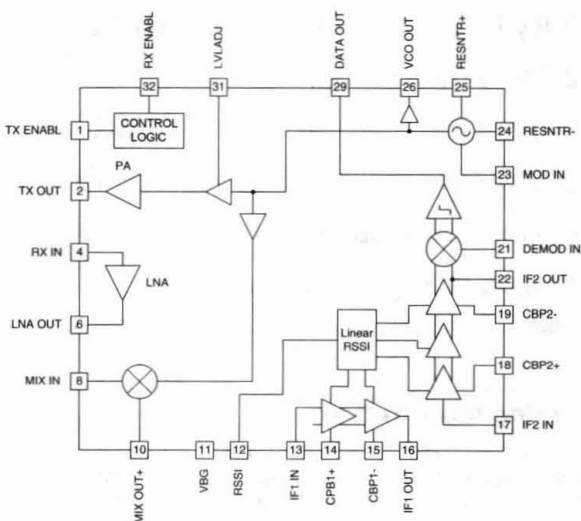 RX ENABL
LVLADJ
DATA OUT
VCO OUT
RESNTR+
32
31
29
26
25
TX ENABL
1
CONTROL
LOGIC
24
RESNTR-
PA
TX OUT
2
23
MOD IN
RX IN
4
21
DEMOD IN
LNA
22
IF2 OUT
LNA OUT
6
Linear
RSSI
19
CBP2-
MIX IN
8
18
CBP2+
17
IF2 IN
10
11
12
13
14
15
16
MIX OUT+
VBG
RSSI
IF1 IN
CPB1+
CBP1-
IF1 OUT